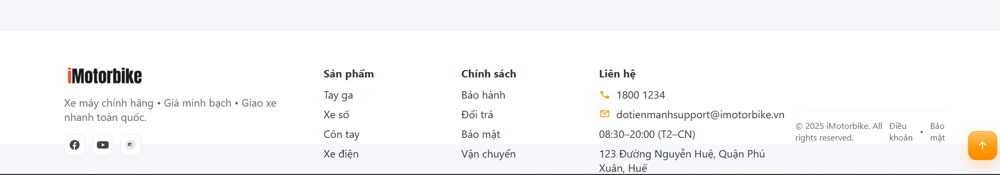 iMotorbike
Xe máy chính hãng • Giá minh bạch • Giao xe
nhanh toàn quốc.
Sản phẩm
Tay ga
Xe số
Côn tay
Xe điện
Chính sách
Bảo hành
Đổi trả
Bảo mật
Vận chuyển
Liên hệ
1800 1234
dotienmanhsupport@imotorbike.vn
08:30–20:00 (T2–CN)
123 Đường Nguyễn Huệ, Quận Phú
Xuân, Huế
© 2025 iMotorbike. All
rights reserved.
Điều
khoản
•
Bảo
mật